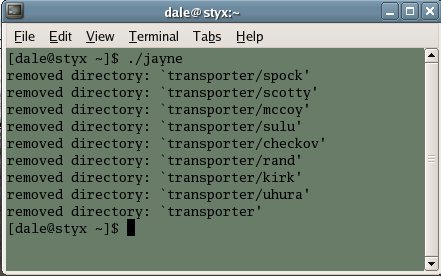 dale@styx:~
File Edit View Terminal Tabs Help
[dale@styx ~]$ ./jayne
removed directory: `transporter/spock'
removed directory: `transporter/scotty'
removed directory: `transporter/mccoy'
removed directory: `transporter/sulu'
removed directory: `transporter/checkov'
removed directory: `transporter/rand'
removed directory: `transporter/kirk'
removed directory: `transporter/uhura'
removed directory: `transporter'
[dale@styx ~]$